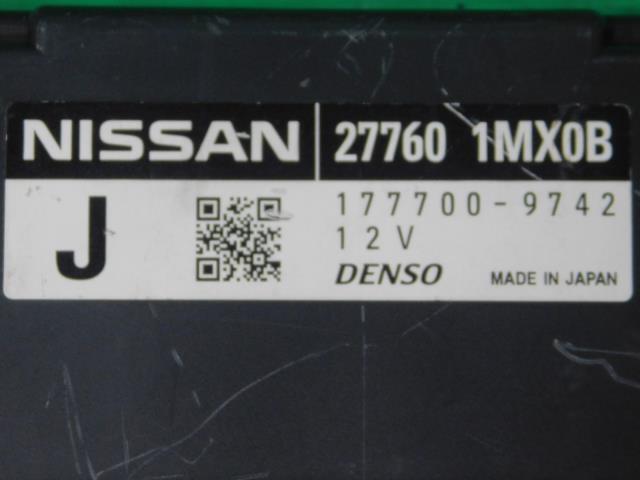 NISSAN 27760 1MX0B
J
177700-9742
12V
DENSO MADE IN JAPAN